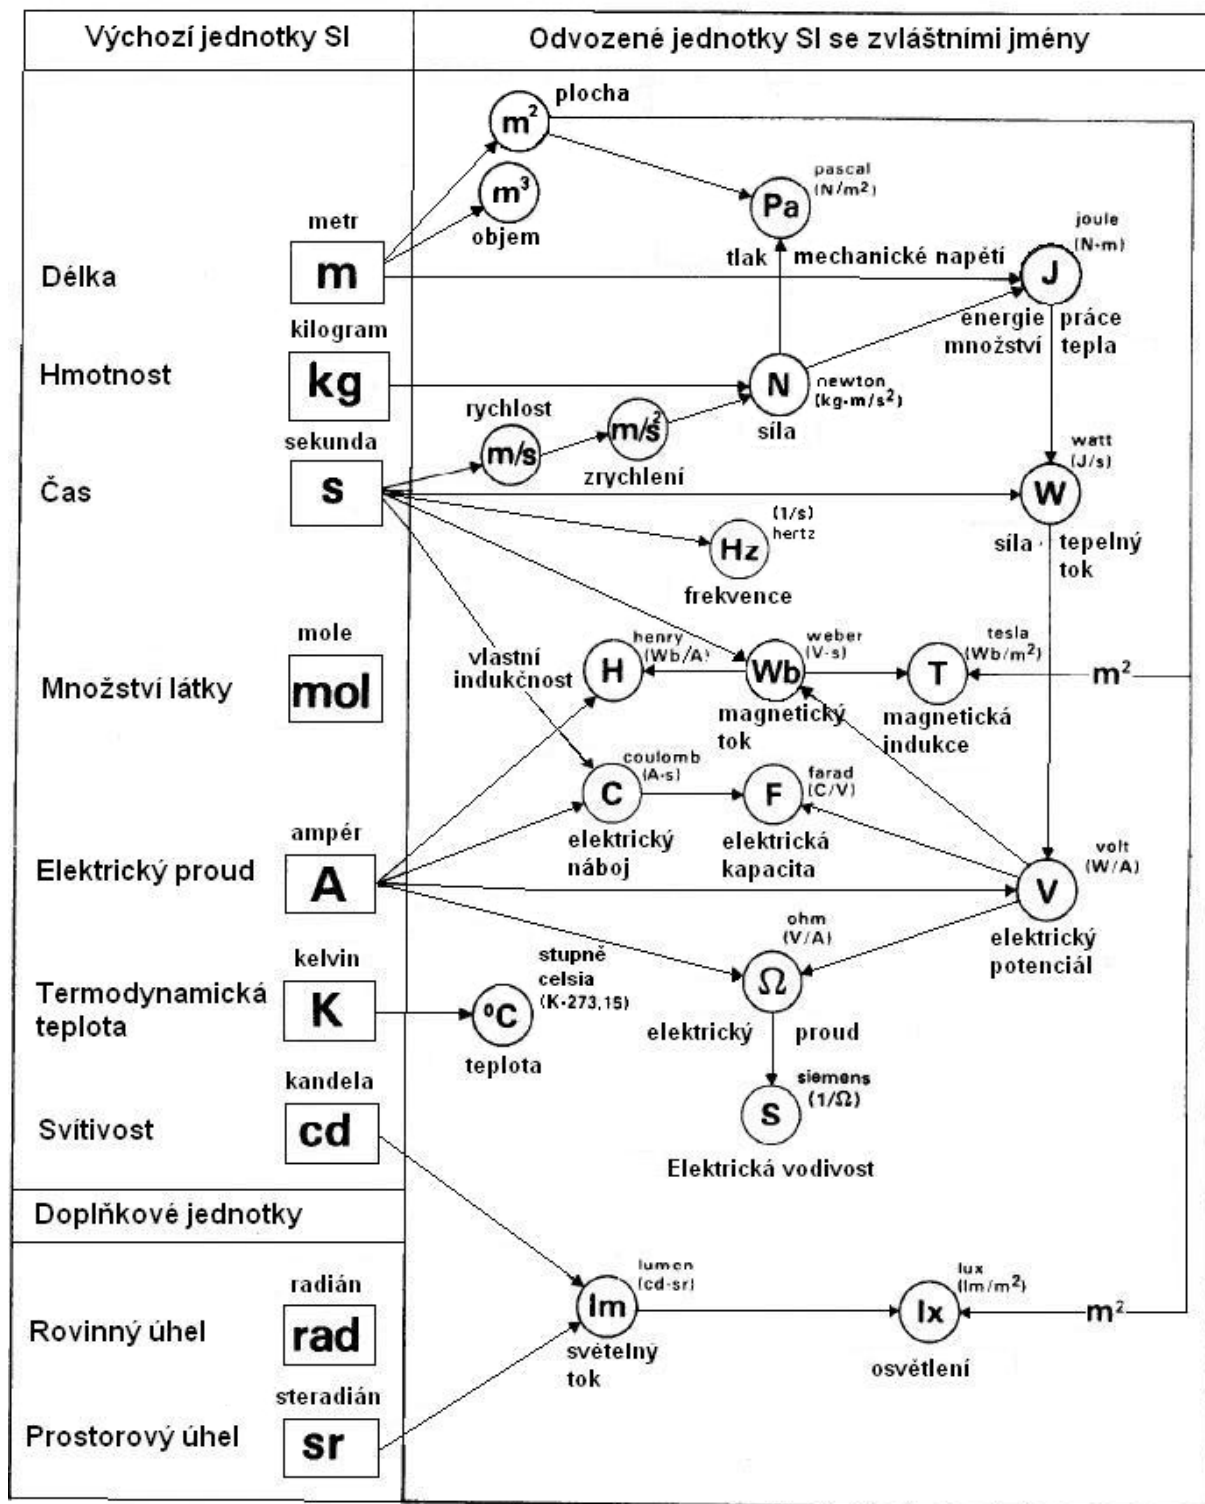 Výchozí jednotky SI
Odvozené jednotky SI se zvláštními jmény
plocha
m²
pascal
(N/m²)
Pa
m³
objem
metr
joule
(N·m)
Délka
m
tlak
mechanické napětí
J
energie
práce
množství
tepla
kilogram
Hmotnost
kg
N
newton
(kg·m/s²)
síla
rychlost
m/s
m/s²
zrychlení
sekunda
watt
(J/s)
Čas
s
W
síla
tepelný
tok
(1/s)
hertz
Hz
frekvence
mole
vlastní
indukčnost
henry
(Wb/A)
weber
(V·s)
tesla
(Wb/m²)
Množství látky
mol
H
Wb
T
m²
magnetický
tok
magnetická
indukce
coulomb
(A·s)
farad
(C/V)
C
F
elektrický
náboj
elektrická
kapacita
ampér
volt
(W/A)
Elektrický proud
A
V
elektrický
potenciál
ohm
(V/A)
Ω
elektrický
proud
kelvin
stupně
celsia
(K-273,15)
Termodynamická
teplota
K
ºC
teplota
siemens
(1/Ω)
S
Elektrická vodivost
kandela
Svítivost
cd
Doplňkové jednotky
radián
lumen
(cd·sr)
lux
(lm/m²)
Rovinný úhel
rad
lm
lx
m²
světelný
tok
osvětlení
steradián
Prostorový úhel
sr